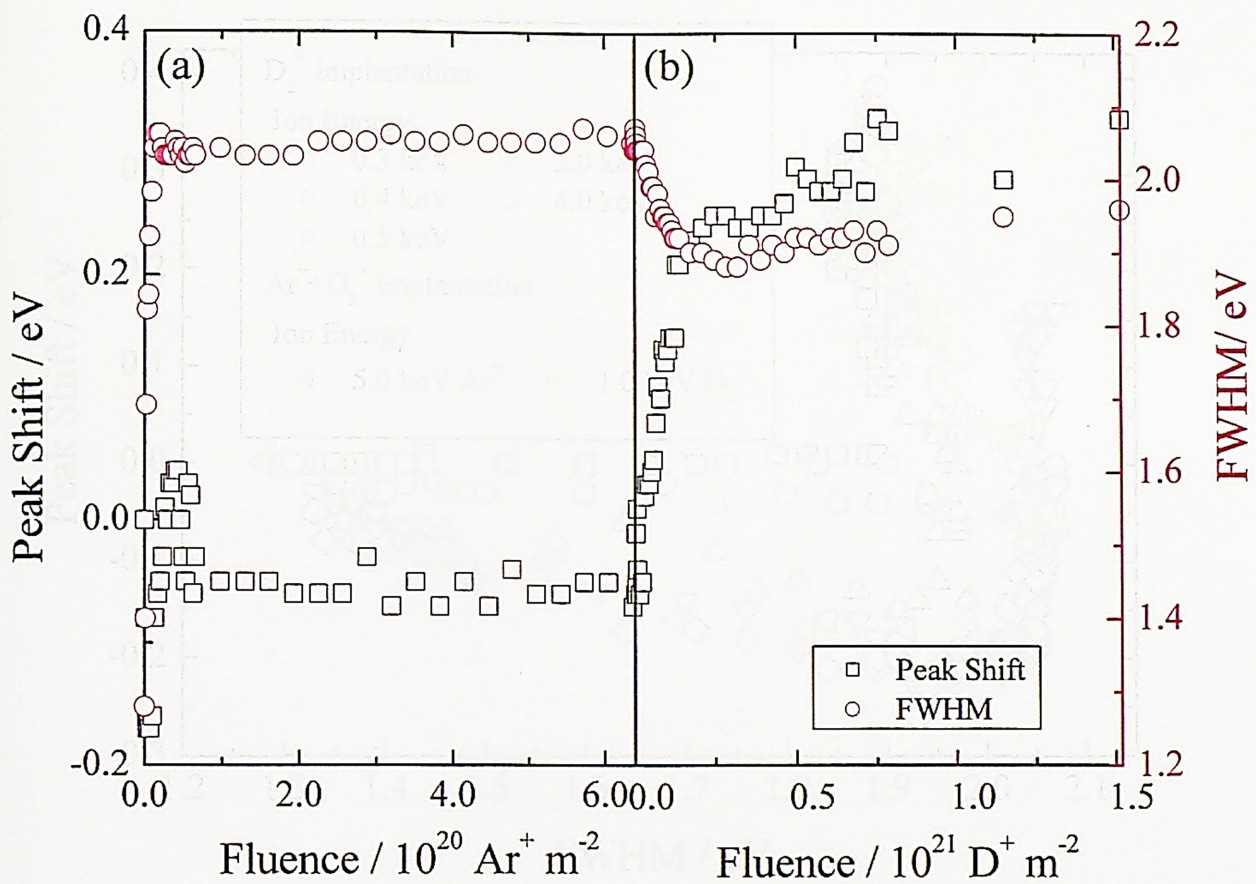 (a)
(b)
0.4
0.2
0.0
-0.2
Peak Shift / eV
2.2
2.0
1.8
1.6
1.4
1.2
FWHM/ eV
Peak Shift
FWHM
0.0 2.0 4.0 6.0
0.0 0.5 1.0 1.5
Fluence / 10²⁰ Ar⁺ m⁻²
Fluence / 10²¹ D⁺ m⁻²